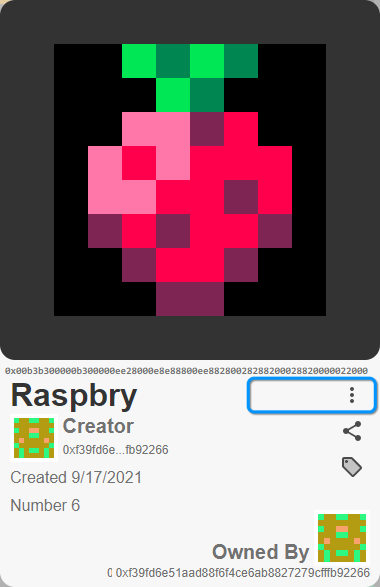 0x00b3b300000b300000ee28000e8e88800ee88280028288200028820000022000
Raspbry
Creator
0xf39fd6e...fb92266
Created 9/17/2021
Number 6
Owned By
0xf39fd6e51aad88f6f4ce6ab8827279cfffb92266